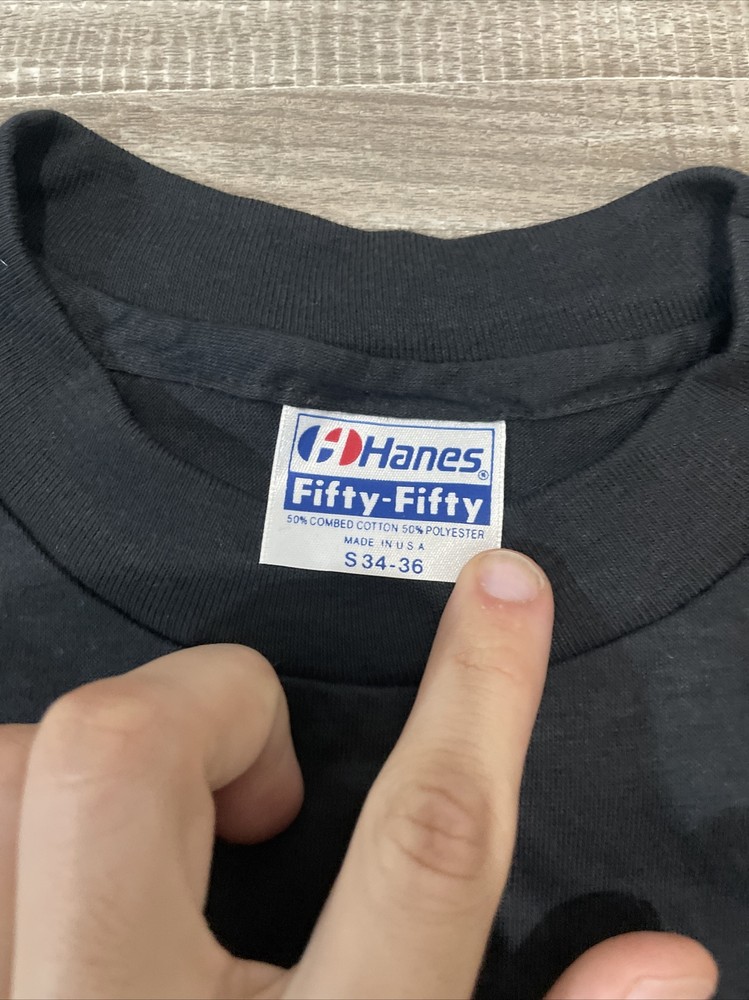 Hanes®
Fifty-Fifty
50% COMBED COTTON 50% POLYESTER
MADE IN U S A
S 34-36